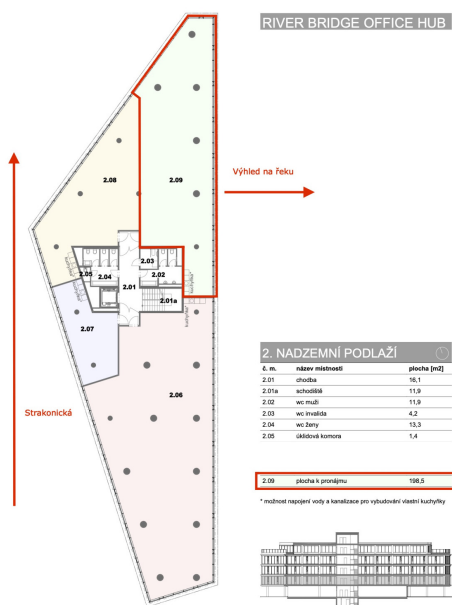 RIVER BRIDGE OFFICE HUB
Výhled na řeku
2.08
2.09
2.03
2.05
2.04
2.02
2.01
2.01a
kuchyňka*
kuchyňka*
kuchyňka*
2.07
2.06
Strakonická
2. NADZEMNÍ PODLAŽÍ
č. m. název místnosti plocha [m2]
2.01 chodba 16,1
2.01a schodiště 11,9
2.02 wc muži 11,9
2.03 wc invalida 4,2
2.04 wc ženy 13,3
2.05 úklidová komora 1,4
2.09 plocha k pronájmu 198,5
* možnost napojení vody a kanalizace pro vybudování vlastní kuchyňky